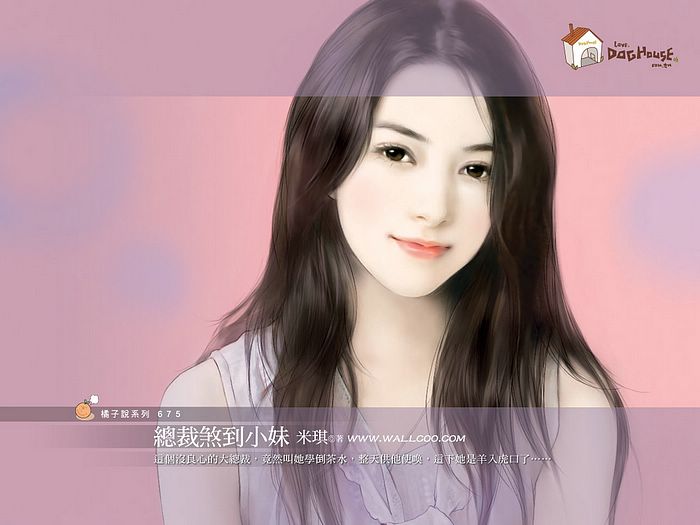 Love.
DOGHOUSE
com.tw
橘子說系列 675
總裁煞到小妹 米琪◎著 WWW.WALLCOO.COM
這個沒良心的大總裁，竟然叫她學倒茶水，整天供他使喚，這下她是羊入虎口了⋯⋯